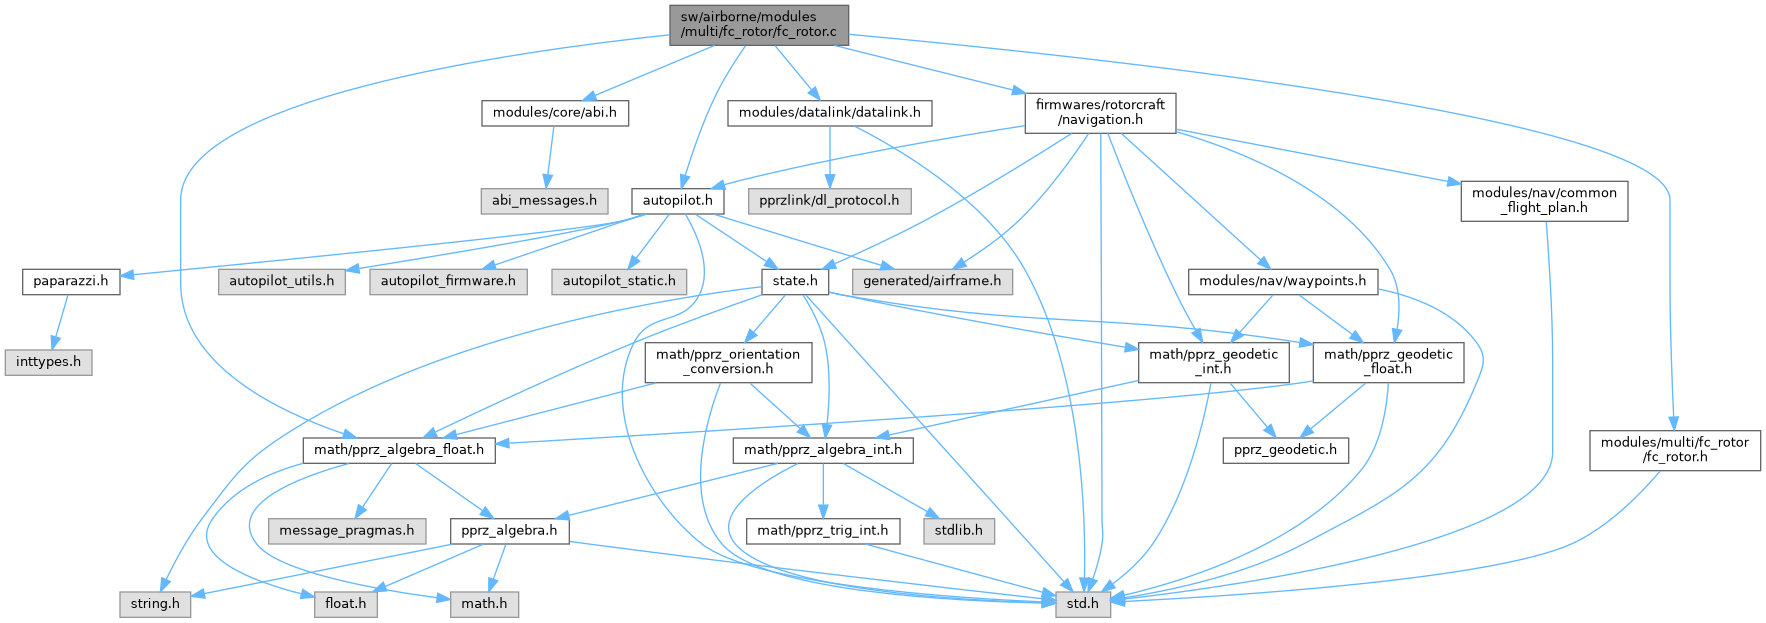 sw/airborne/modules
/multi/fc_rotor/fc_rotor.c
modules/core/abi.h
modules/datalink/datalink.h
firmwares/rotorcraft
/navigation.h
abi_messages.h
autopilot.h
pprzlink/dl_protocol.h
modules/nav/common
_flight_plan.h
paparazzi.h
autopilot_utils.h
autopilot_firmware.h
autopilot_static.h
state.h
generated/airframe.h
modules/nav/waypoints.h
inttypes.h
math/pprz_orientation
_conversion.h
math/pprz_geodetic
_int.h
math/pprz_geodetic
_float.h
math/pprz_algebra_float.h
math/pprz_algebra_int.h
pprz_geodetic.h
modules/multi/fc_rotor
/fc_rotor.h
message_pragmas.h
pprz_algebra.h
math/pprz_trig_int.h
stdlib.h
string.h
float.h
math.h
std.h